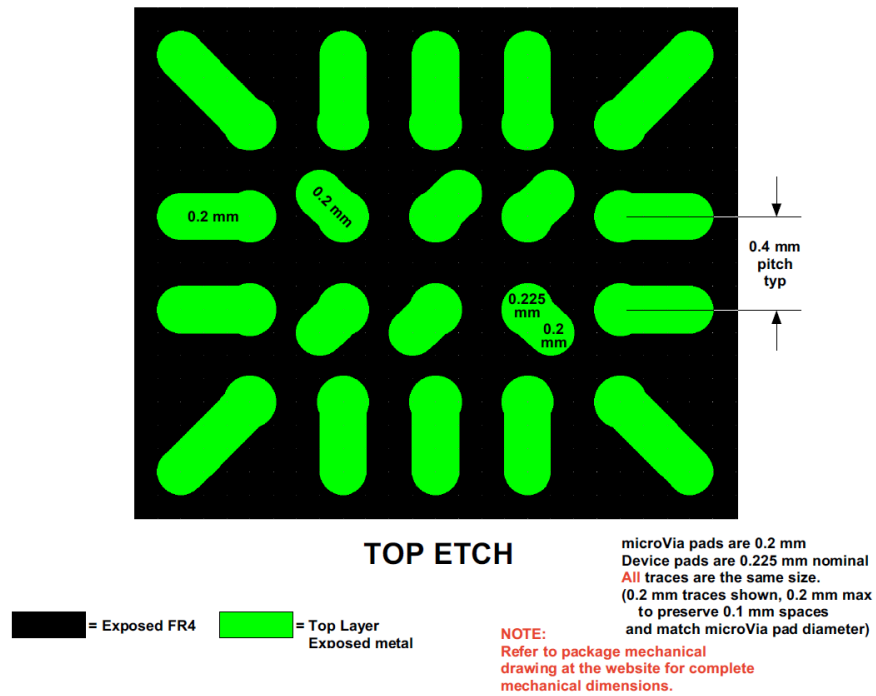 0.2 mm
0.2 mm
0.225
mm
0.2
mm
0.4 mm
pitch
typ
TOP ETCH
microVia pads are 0.2 mm
Device pads are 0.225 mm nominal
All traces are the same size.
(0.2 mm traces shown, 0.2 mm max
to preserve 0.1 mm spaces
and match microVia pad diameter)
= Exposed FR4
= Top Layer
Exposed metal
NOTE:
Refer to package mechanical
drawing at the website for complete
mechanical dimensions.